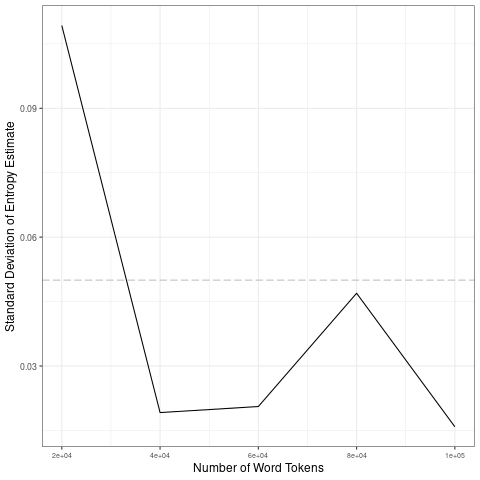 Standard Deviation of Entropy Estimate
0.09
0.06
0.03
2e+04 4e+04 6e+04 8e+04 1e+05
Number of Word Tokens